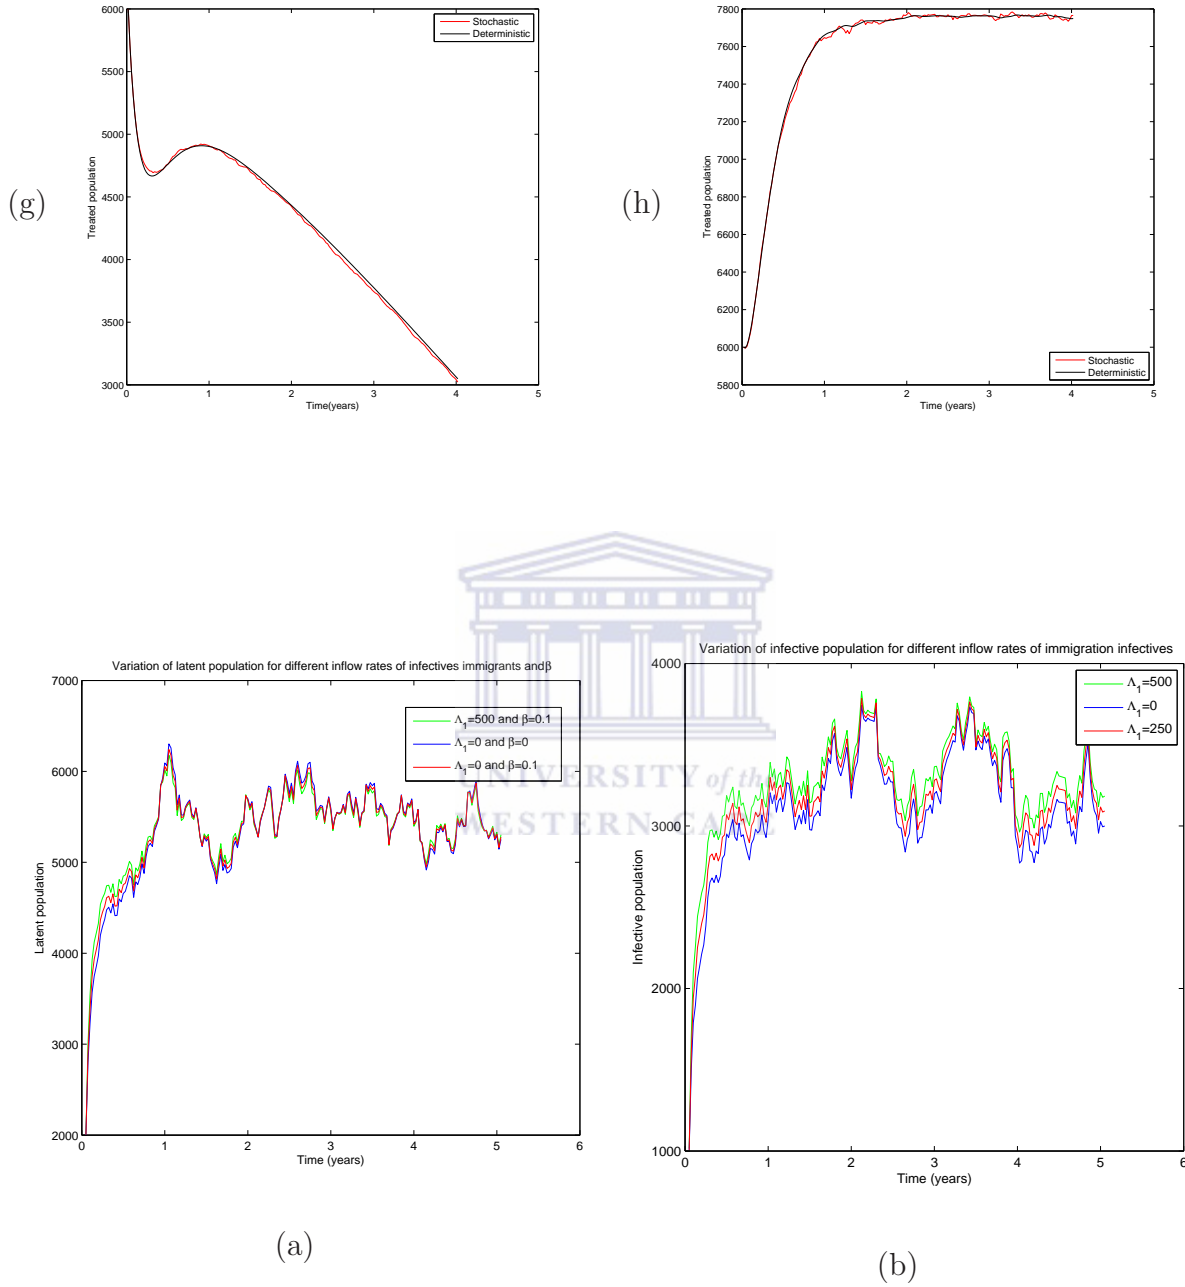 6000
5500
5000
4500
4000
3500
3000
0
1
2
3
4
5
Treated population
Time(years)
Stochastic
Deterministic
(g)
7800
7600
7400
7200
7000
6800
6600
6400
6200
6000
5800
0
1
2
3
4
5
Treated population
Time (years)
Stochastic
Deterministic
(h)
UNIVERSITY of the
WESTERN CAPE
Variation of latent population for different inflow rates of infectives immigrants andβ
7000
6000
5000
4000
3000
2000
0
1
2
3
4
5
6
Latent population
Time (years)
Λ1=500 and β=0.1
Λ1=0 and β=0
Λ1=0 and β=0.1
(a)
Variation of infective population for different inflow rates of immigration infectives
4000
3000
2000
1000
0
1
2
3
4
5
6
Infective population
Time (years)
Λ1=500
Λ1=0
Λ1=250
(b)